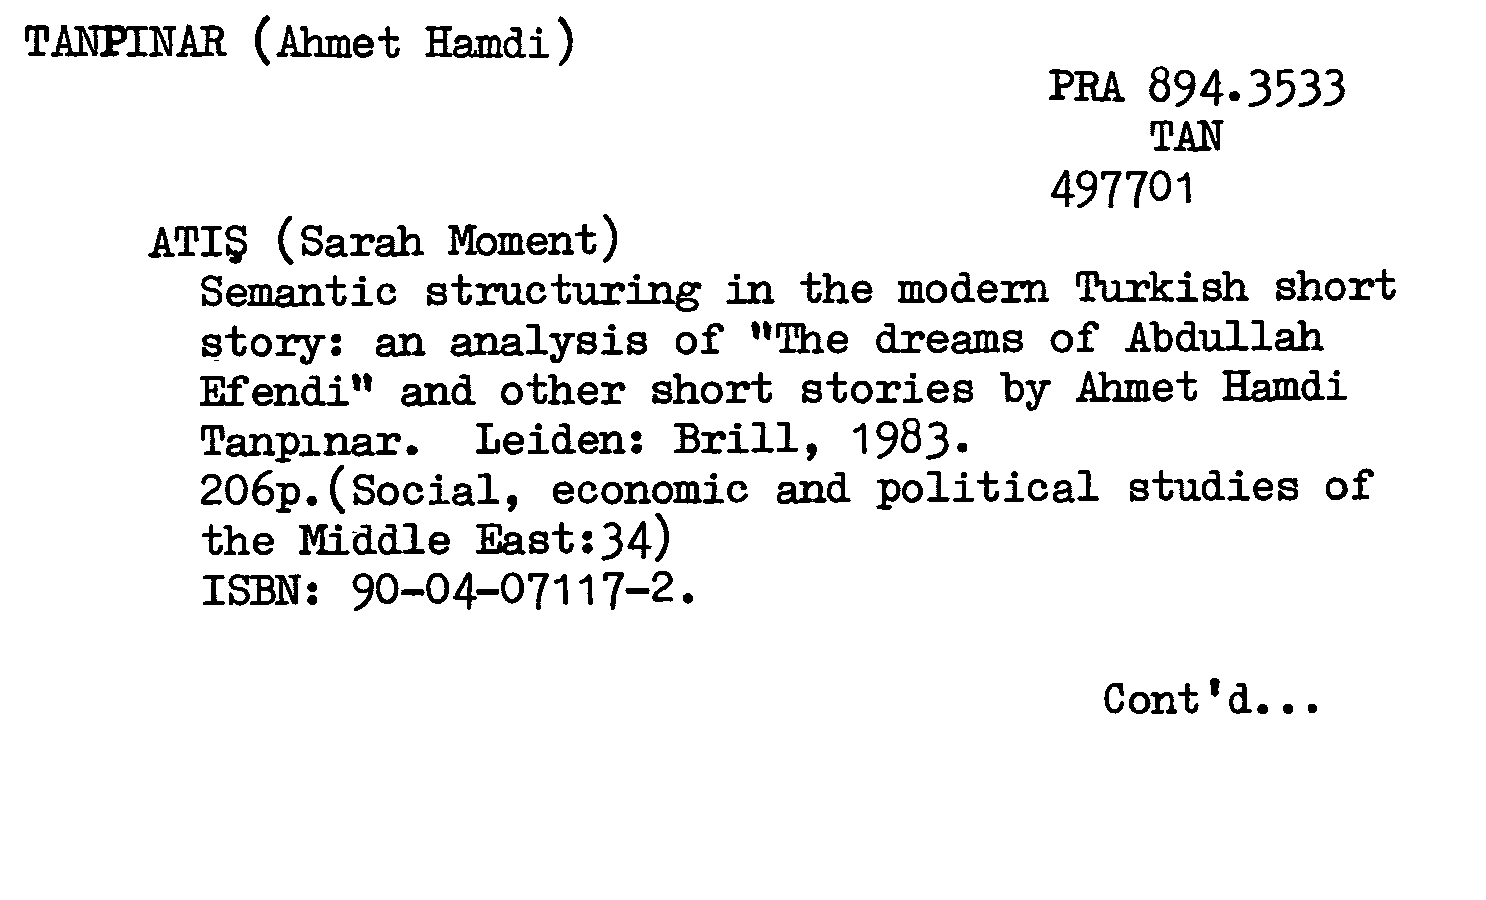 TANPINAR (Ahmet Hamdi)
PRA 894.3533
TAN
497701
ATIŞ (Sarah Moment)
Semantic structuring in the modern Turkish short
story: an analysis of "The dreams of Abdullah
Efendi" and other short stories by Ahmet Hamdi
Tanpınar. Leiden: Brill, 1983.
206p.(Social, economic and political studies of
the Middle East:34)
ISBN: 90-04-07117-2.
Cont'd...